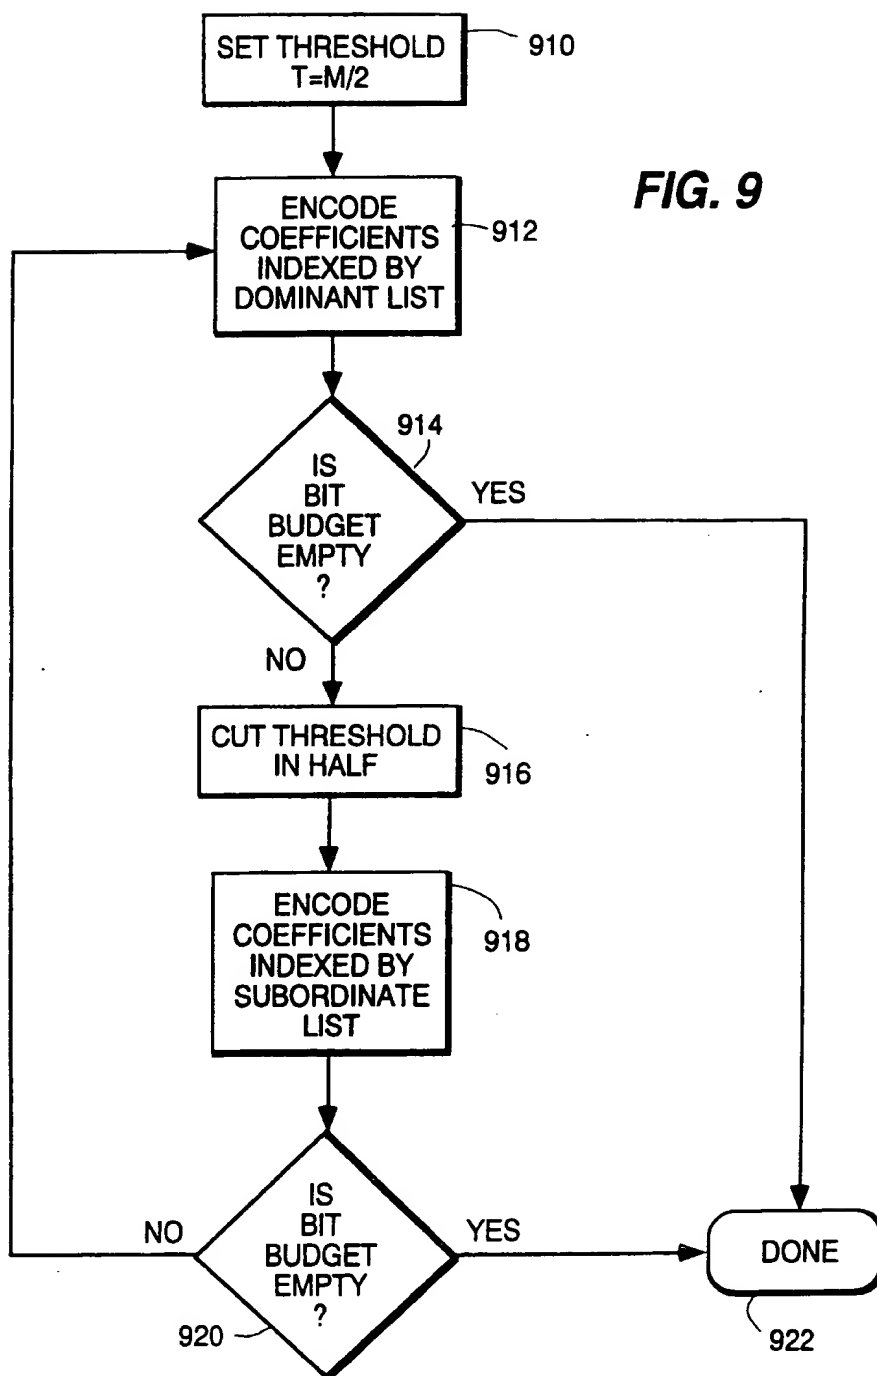 SET THRESHOLD
T=M/2
910
FIG. 9
ENCODE
COEFFICIENTS
INDEXED BY
DOMINANT LIST
912
914
IS
BIT
BUDGET
EMPTY
?
YES
NO
CUT THRESHOLD
IN HALF
916
ENCODE
COEFFICIENTS
INDEXED BY
SUBORDINATE
LIST
918
IS
BIT
BUDGET
EMPTY
?
NO
YES
920
DONE
922